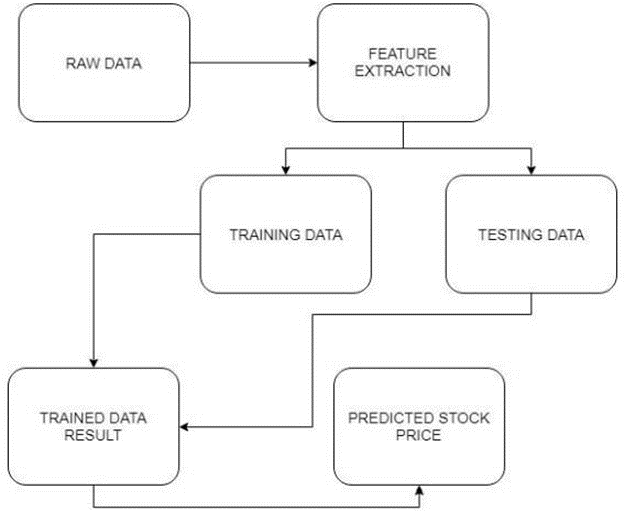 RAW DATA
FEATURE
EXTRACTION
TRAINING DATA
TESTING DATA
TRAINED DATA
RESULT
PREDICTED STOCK
PRICE